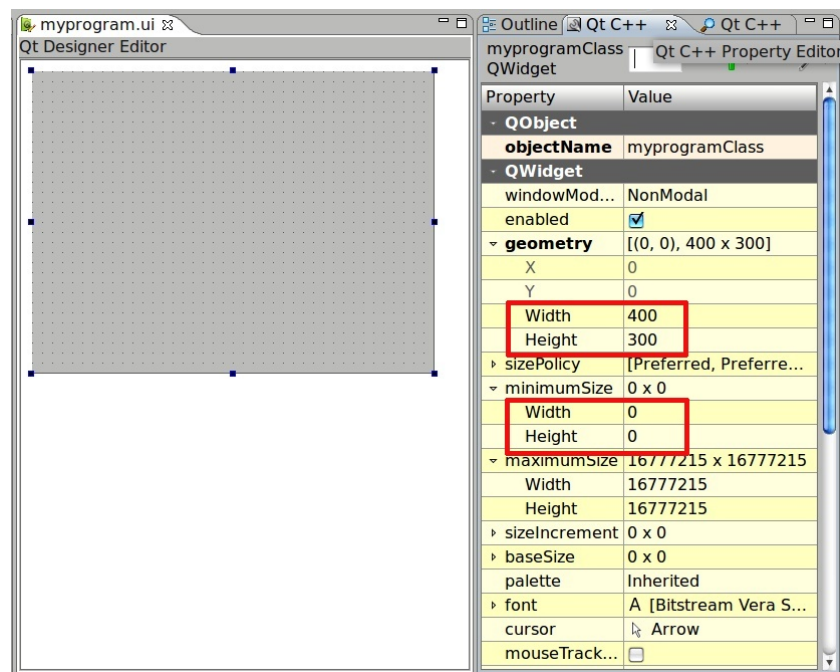 myprogram.ui
Qt Designer Editor
Outline Qt C++ Qt C++
myprogramClass
QWidget
Qt C++ Property Editor
Property Value
QObject
objectName myprogramClass
QWidget
windowMod... NonModal
enabled
geometry [(0, 0), 400 x 300]
X 0
Y 0
Width 400
Height 300
sizePolicy [Preferred, Preferre...
minimumSize 0 x 0
Width 0
Height 0
maximumSize 16777215 x 16777215
Width 16777215
Height 16777215
sizeIncrement 0 x 0
baseSize 0 x 0
palette Inherited
font A [Bitstream Vera S...
cursor Arrow
mouseTrack...